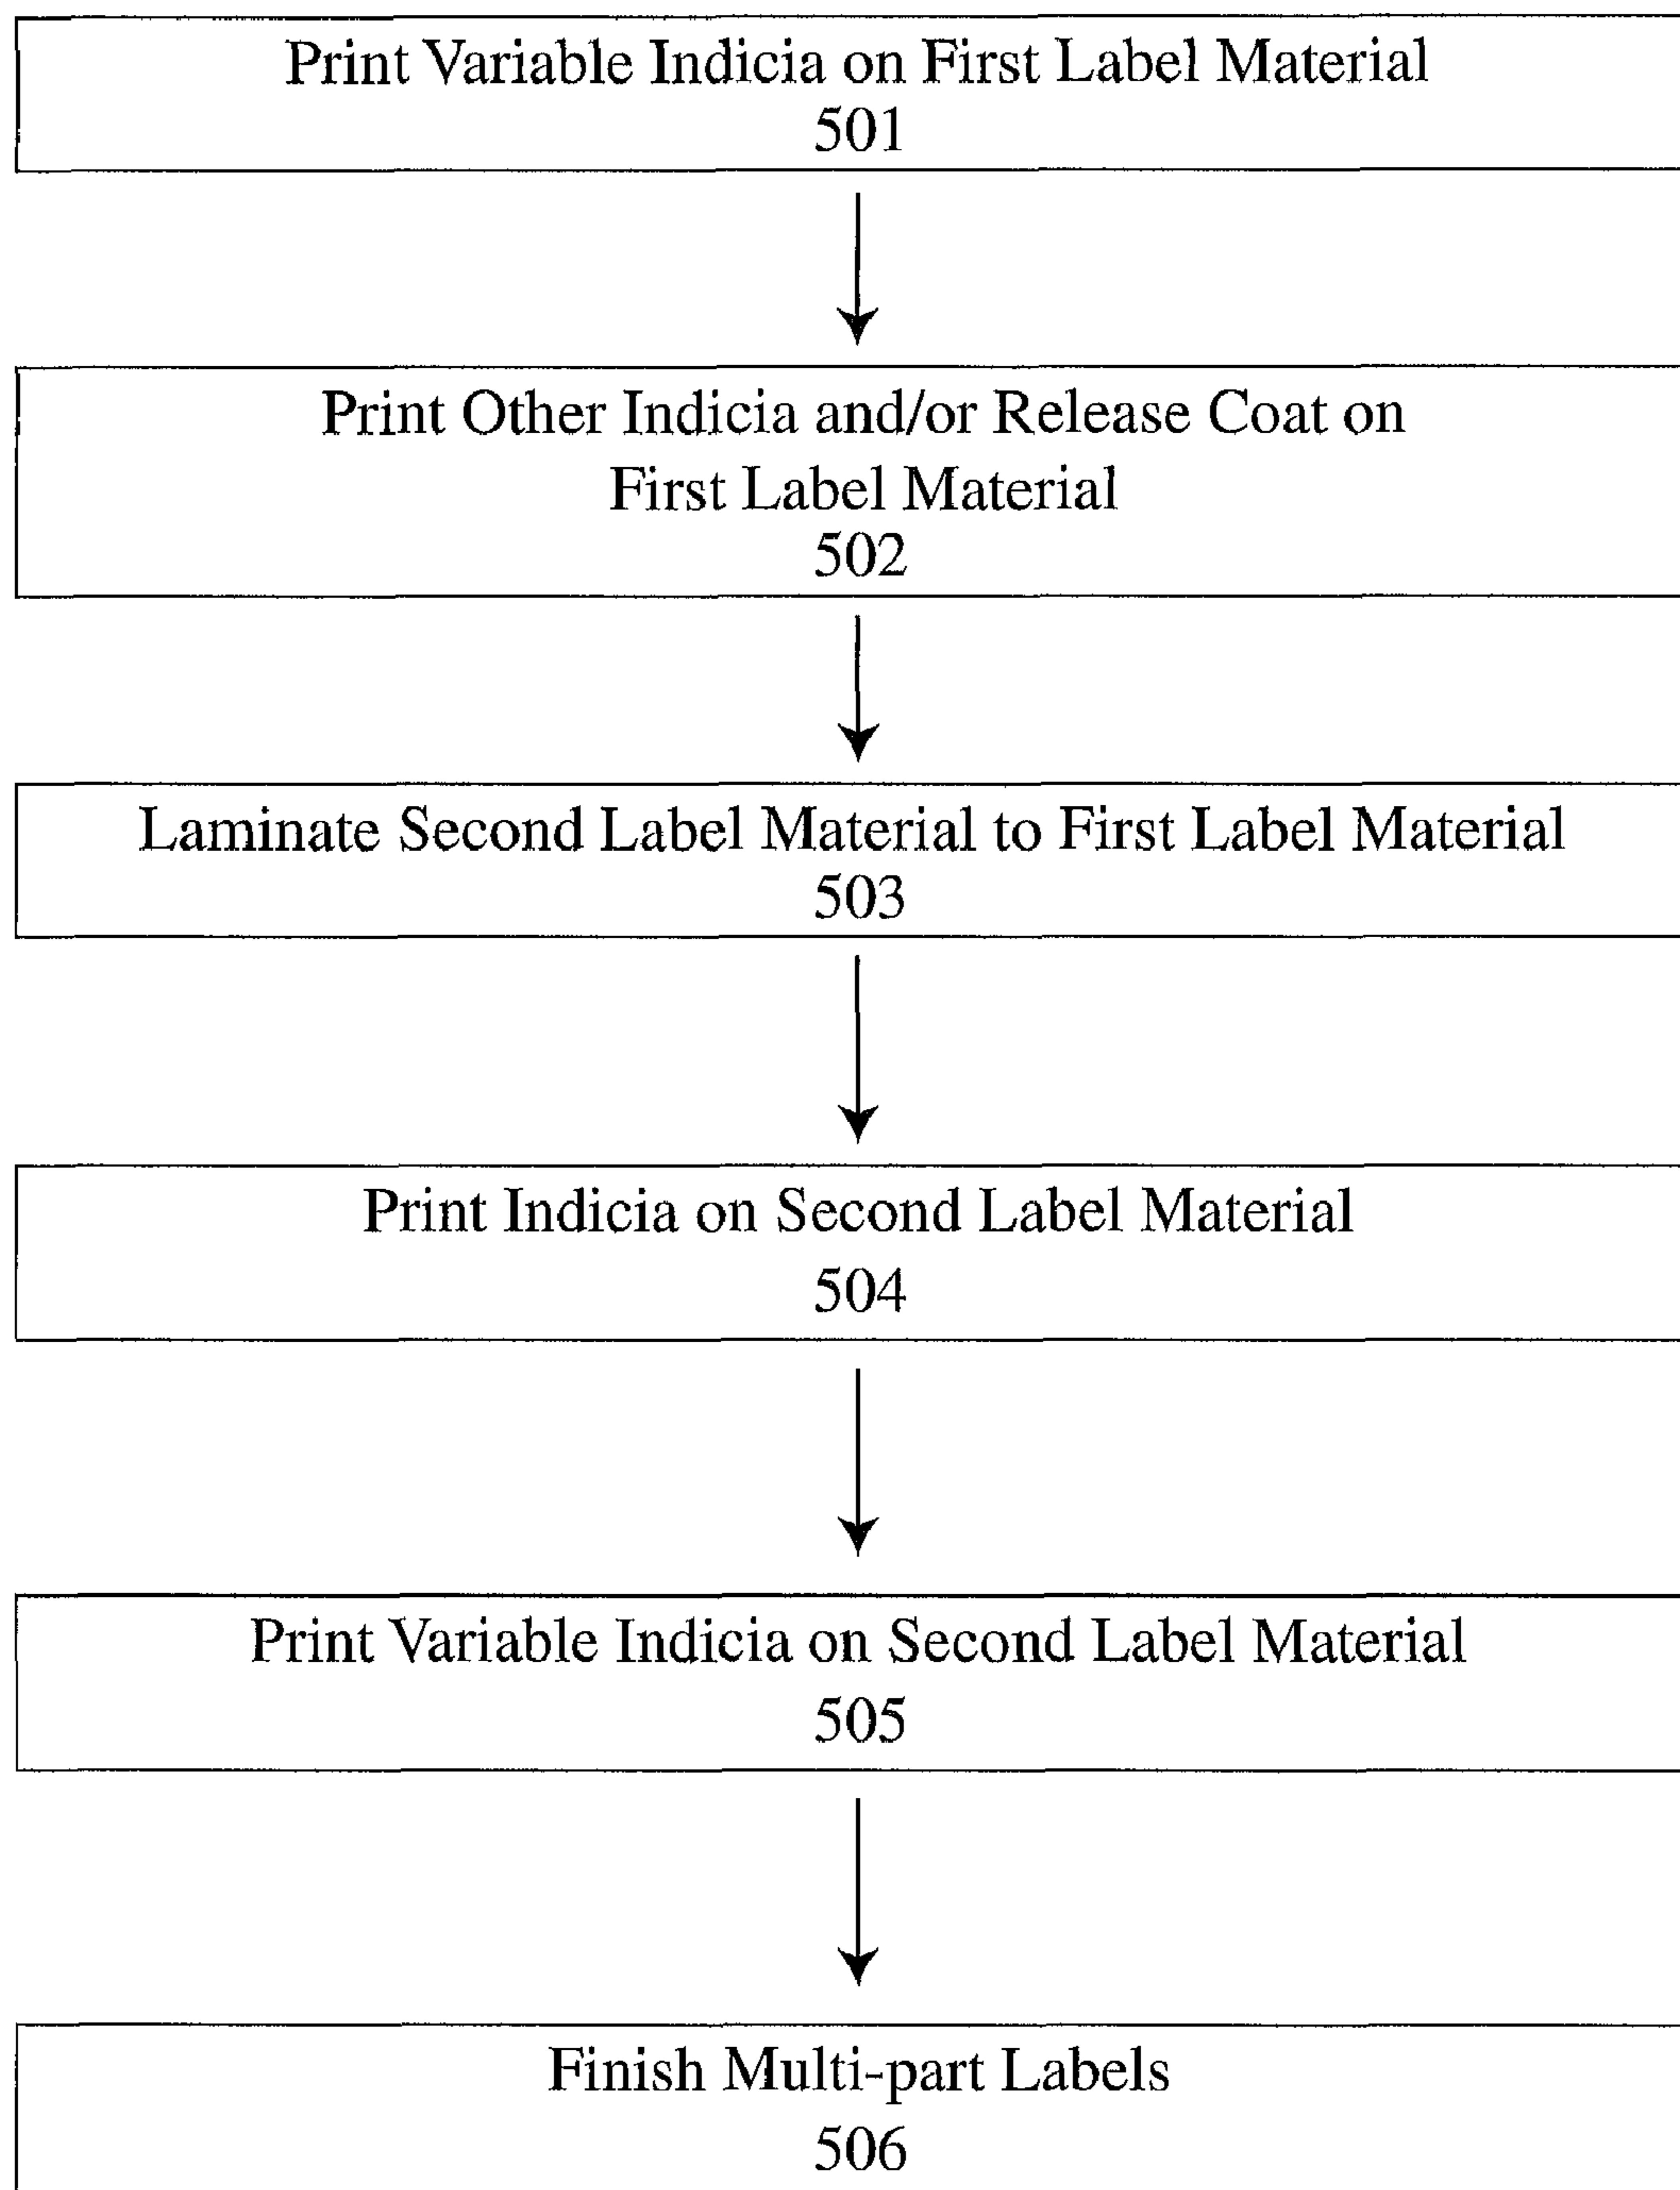 Print Variable Indicia on First Label Material
501
Print Other Indicia and/or Release Coat on
First Label Material
502
Laminate Second Label Material to First Label Material
503
Print Indicia on Second Label Material
504
Print Variable Indicia on Second Label Material
505
Finish Multi-part Labels
506